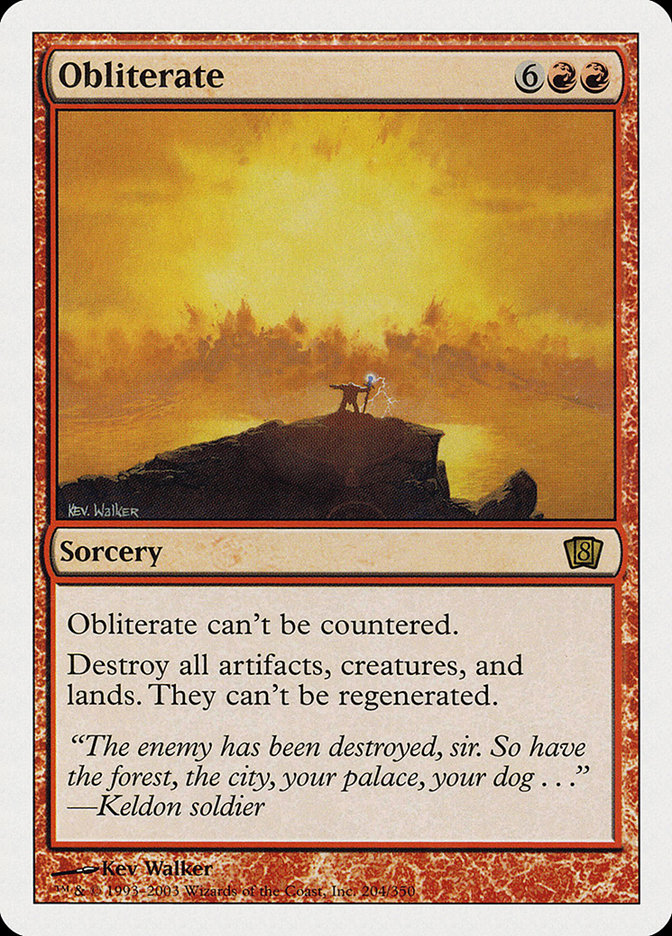 Obliterate 6
KEV. WALKER
Sorcery 8
Obliterate can't be countered.
Destroy all artifacts, creatures, and
lands. They can't be regenerated.
“The enemy has been destroyed, sir. So have
the forest, the city, your palace, your dog . . .”
—Keldon soldier
Kev Walker
™ & © 1993–2003 Wizards of the Coast, Inc. 204/350